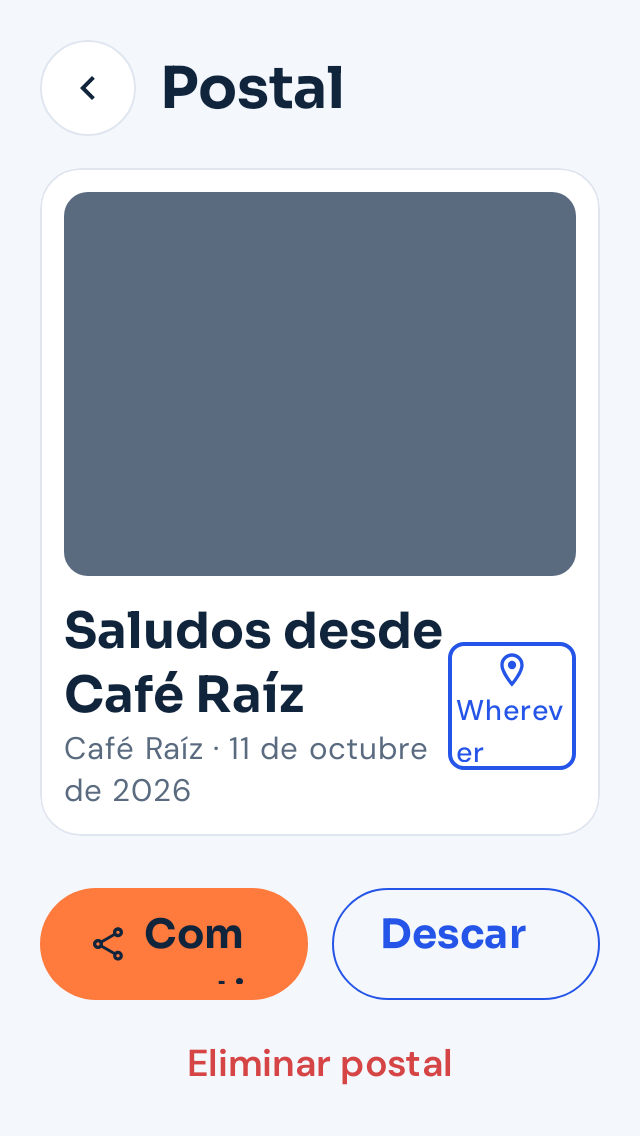 Postal
Saludos desde
Café Raíz
Café Raíz · 11 de octubre
de 2026
Wherev
er
Com
Descar
Eliminar postal